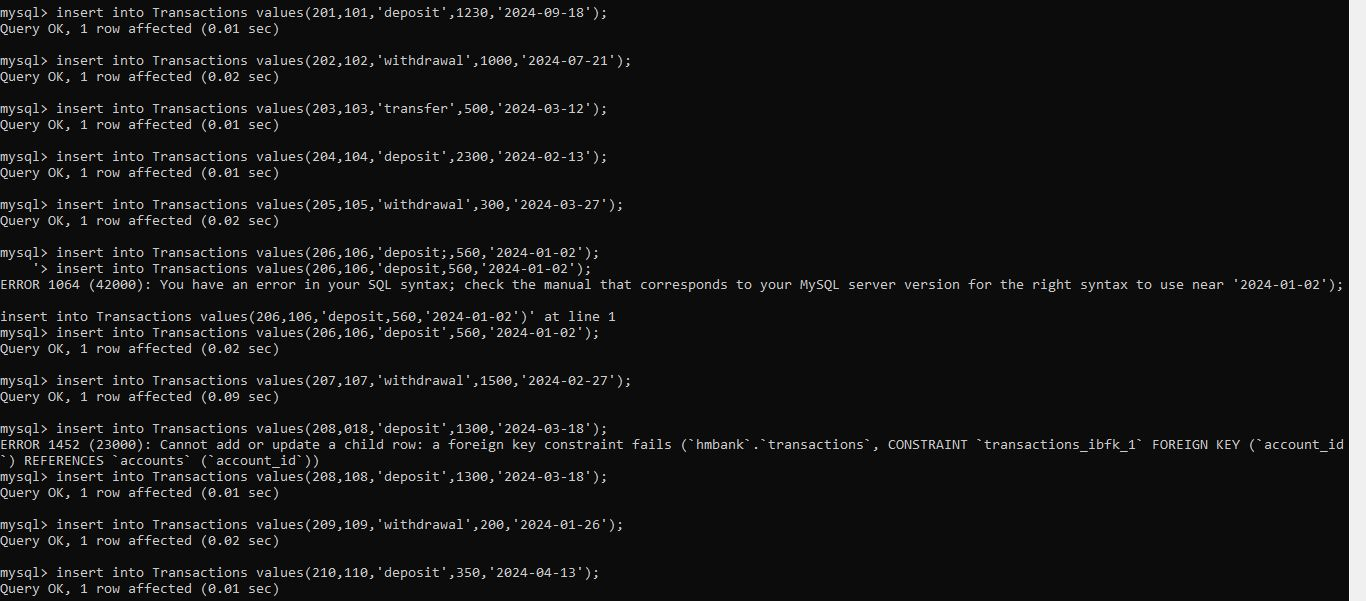 mysql> insert into Transactions values(201,101,'deposit',1230,'2024-09-18');
Query OK, 1 row affected (0.01 sec)

mysql> insert into Transactions values(202,102,'withdrawal',1000,'2024-07-21');
Query OK, 1 row affected (0.02 sec)

mysql> insert into Transactions values(203,103,'transfer',500,'2024-03-12');
Query OK, 1 row affected (0.01 sec)

mysql> insert into Transactions values(204,104,'deposit',2300,'2024-02-13');
Query OK, 1 row affected (0.01 sec)

mysql> insert into Transactions values(205,105,'withdrawal',300,'2024-03-27');
Query OK, 1 row affected (0.02 sec)

mysql> insert into Transactions values(206,106,'deposit;,560,'2024-01-02');
    '> insert into Transactions values(206,106,'deposit,560,'2024-01-02');
ERROR 1064 (42000): You have an error in your SQL syntax; check the manual that corresponds to your MySQL server version for the right syntax to use near '2024-01-02');

insert into Transactions values(206,106,'deposit,560,'2024-01-02')' at line 1
mysql> insert into Transactions values(206,106,'deposit',560,'2024-01-02');
Query OK, 1 row affected (0.02 sec)

mysql> insert into Transactions values(207,107,'withdrawal',1500,'2024-02-27');
Query OK, 1 row affected (0.09 sec)

mysql> insert into Transactions values(208,018,'deposit',1300,'2024-03-18');
ERROR 1452 (23000): Cannot add or update a child row: a foreign key constraint fails (`hmbank`.`transactions`, CONSTRAINT `transactions_ibfk_1` FOREIGN KEY (`account_id
`) REFERENCES `accounts` (`account_id`))
mysql> insert into Transactions values(208,108,'deposit',1300,'2024-03-18');
Query OK, 1 row affected (0.01 sec)

mysql> insert into Transactions values(209,109,'withdrawal',200,'2024-01-26');
Query OK, 1 row affected (0.02 sec)

mysql> insert into Transactions values(210,110,'deposit',350,'2024-04-13');
Query OK, 1 row affected (0.01 sec)